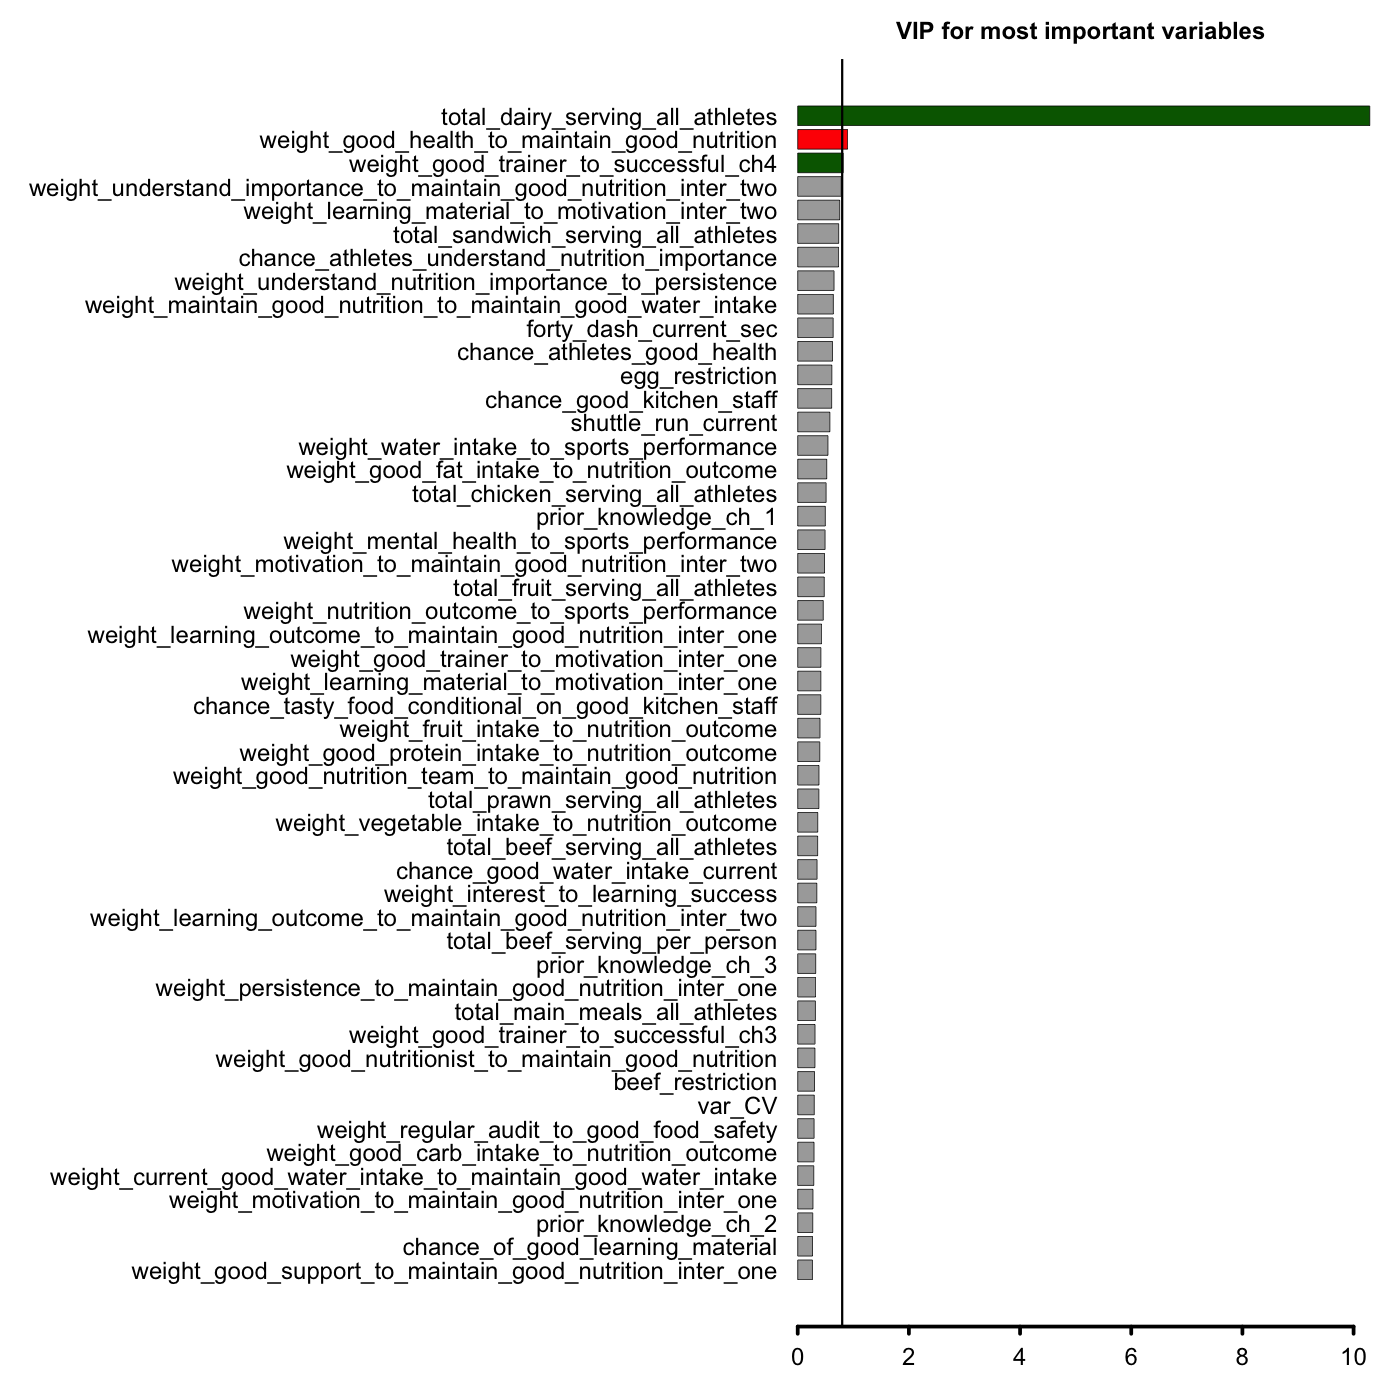 VIP for most important variables
total_dairy_serving_all_athletes
weight_good_health_to_maintain_good_nutrition
weight_good_trainer_to_successful_ch4
weight_understand_importance_to_maintain_good_nutrition_inter_two
weight_learning_material_to_motivation_inter_two
total_sandwich_serving_all_athletes
chance_athletes_understand_nutrition_importance
weight_understand_nutrition_importance_to_persistence
weight_maintain_good_nutrition_to_maintain_good_water_intake
forty_dash_current_sec
chance_athletes_good_health
egg_restriction
chance_good_kitchen_staff
shuttle_run_current
weight_water_intake_to_sports_performance
weight_good_fat_intake_to_nutrition_outcome
total_chicken_serving_all_athletes
prior_knowledge_ch_1
weight_mental_health_to_sports_performance
weight_motivation_to_maintain_good_nutrition_inter_two
total_fruit_serving_all_athletes
weight_nutrition_outcome_to_sports_performance
weight_learning_outcome_to_maintain_good_nutrition_inter_one
weight_good_trainer_to_motivation_inter_one
weight_learning_material_to_motivation_inter_one
chance_tasty_food_conditional_on_good_kitchen_staff
weight_fruit_intake_to_nutrition_outcome
weight_good_protein_intake_to_nutrition_outcome
weight_good_nutrition_team_to_maintain_good_nutrition
total_prawn_serving_all_athletes
weight_vegetable_intake_to_nutrition_outcome
total_beef_serving_all_athletes
chance_good_water_intake_current
weight_interest_to_learning_success
weight_learning_outcome_to_maintain_good_nutrition_inter_two
total_beef_serving_per_person
prior_knowledge_ch_3
weight_persistence_to_maintain_good_nutrition_inter_one
total_main_meals_all_athletes
weight_good_trainer_to_successful_ch3
weight_good_nutritionist_to_maintain_good_nutrition
beef_restriction
var_CV
weight_regular_audit_to_good_food_safety
weight_good_carb_intake_to_nutrition_outcome
weight_current_good_water_intake_to_maintain_good_water_intake
weight_motivation_to_maintain_good_nutrition_inter_one
prior_knowledge_ch_2
chance_of_good_learning_material
weight_good_support_to_maintain_good_nutrition_inter_one
0 2 4 6 8 10